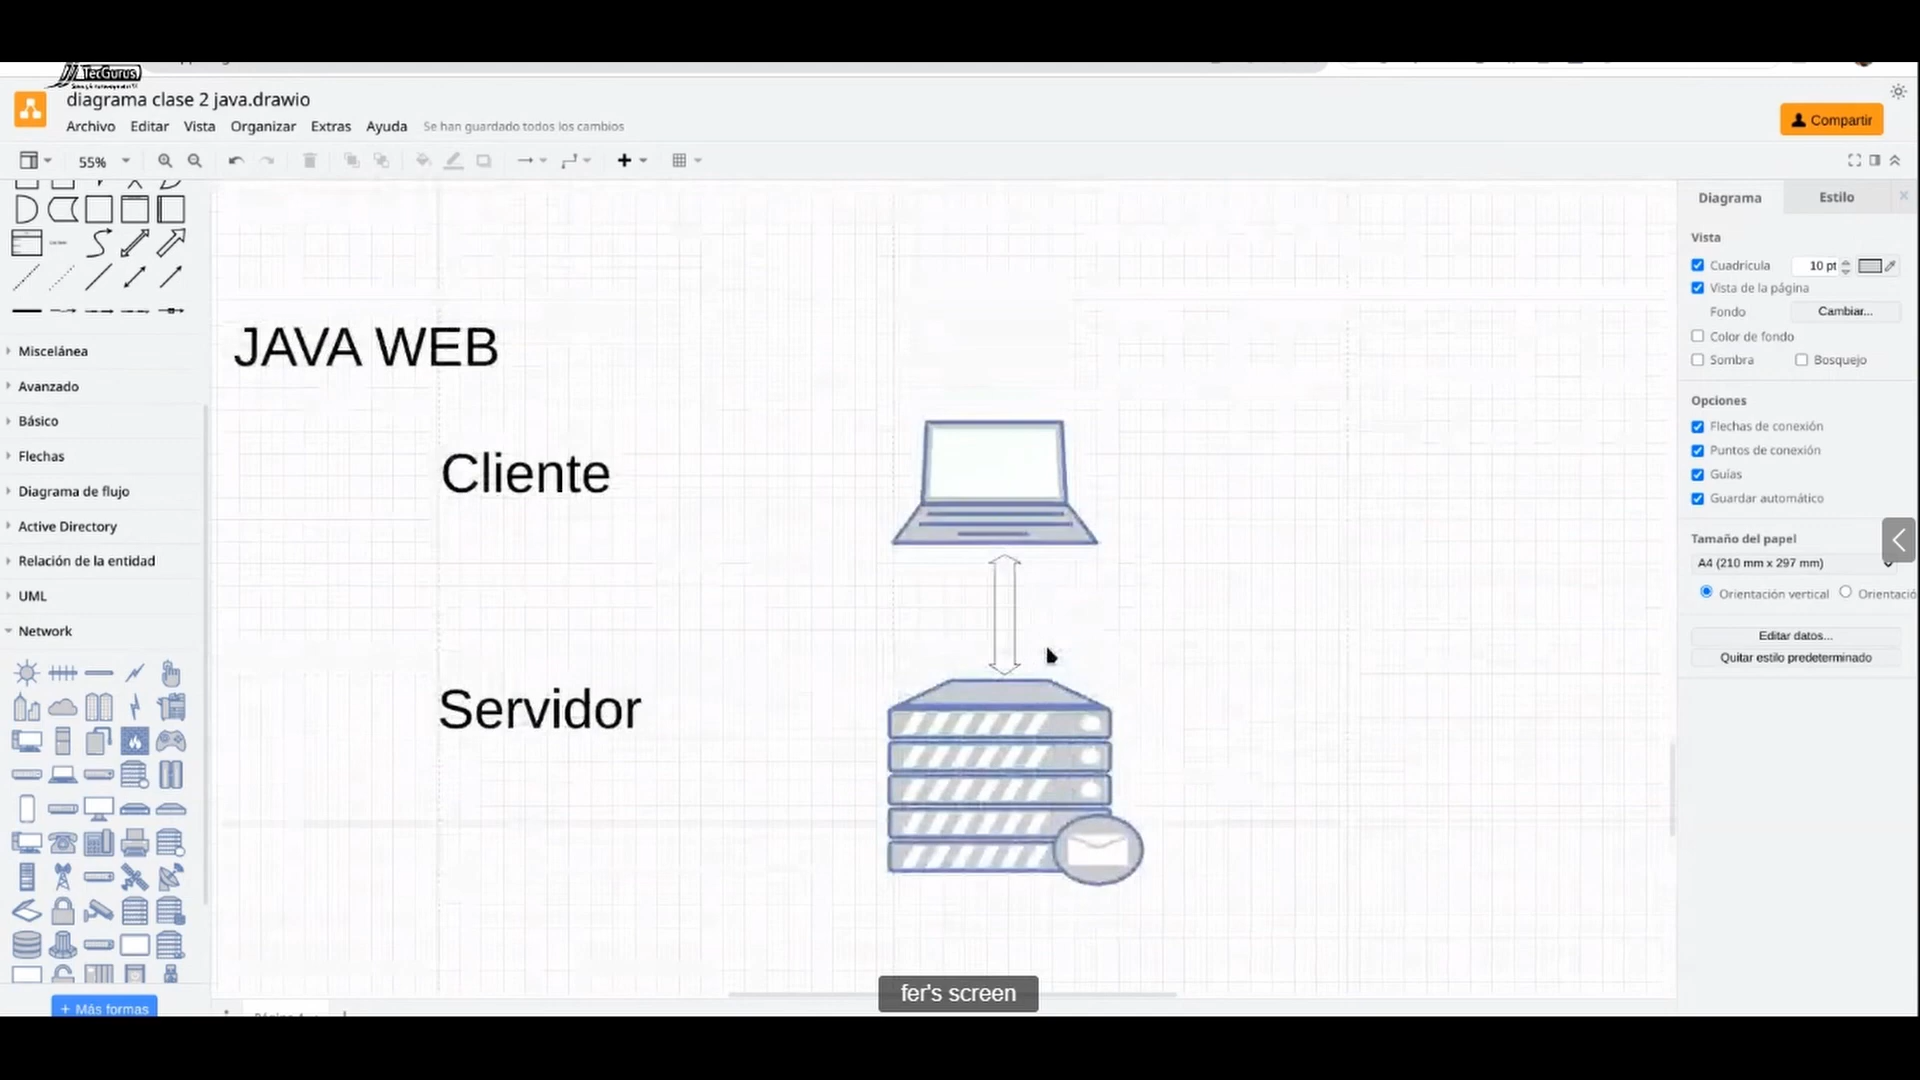 TecGurus
diagrama clase 2 java.drawio
Archivo Editar Vista Organizar Extras Ayuda Se han guardado todos los cambios
Compartir
55%
Diagrama Estilo
Vista
Cuadrícula 10 pt
Vista de la página
Fondo Cambiar...
Color de fondo
Sombra Bosquejo
Opciones
Flechas de conexión
Puntos de conexión
Guías
Guardar automático
Tamaño del papel
A4 (210 mm x 297 mm)
Orientación vertical Orientació
Editar datos...
Quitar estilo predeterminado
Miscelánea
Avanzado
Básico
Flechas
Diagrama de flujo
Active Directory
Relación de la entidad
UML
Network
+ Más formas
JAVA WEB
Cliente
Servidor
fer's screen